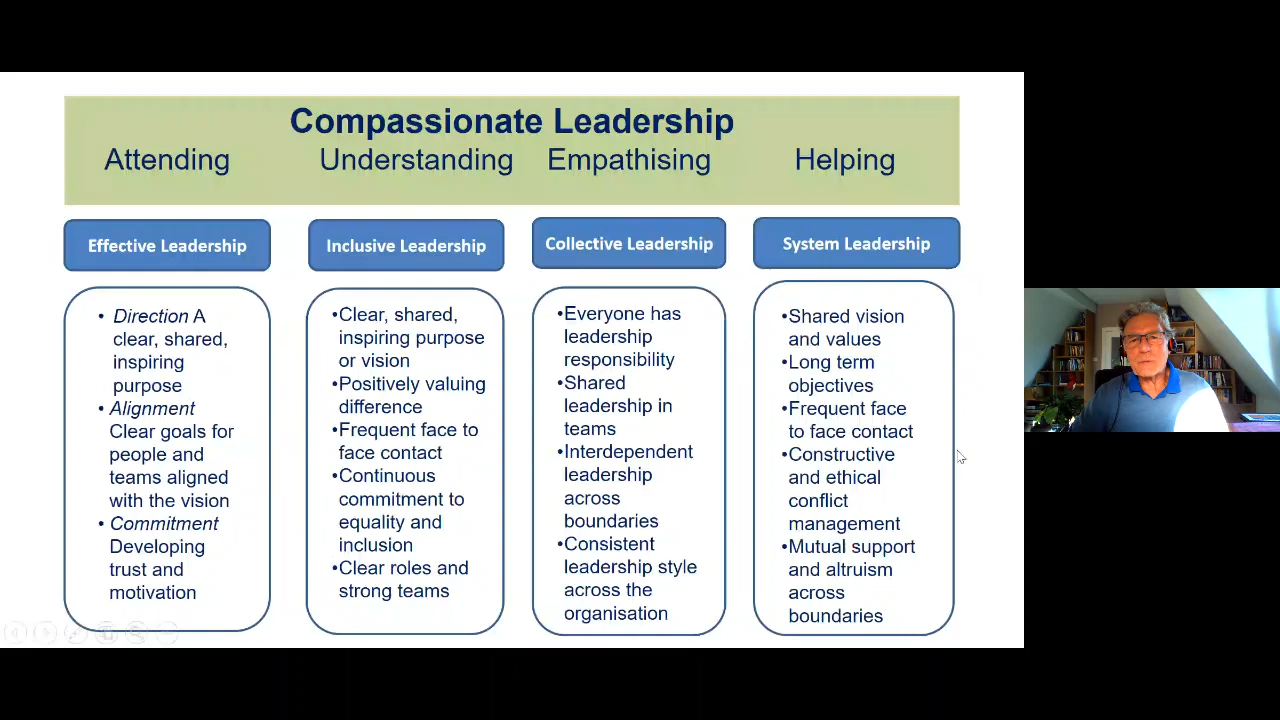 Compassionate Leadership
Attending Understanding Empathising Helping
Effective Leadership
• Direction A
clear, shared,
inspiring
purpose
• Alignment
Clear goals for
people and
teams aligned
with the vision
• Commitment
Developing
trust and
motivation
Inclusive Leadership
•Clear, shared,
inspiring purpose
or vision
•Positively valuing
difference
•Frequent face to
face contact
•Continuous
commitment to
equality and
inclusion
•Clear roles and
strong teams
Collective Leadership
•Everyone has
leadership
responsibility
•Shared
leadership in
teams
•Interdependent
leadership
across
boundaries
•Consistent
leadership style
across the
organisation
System Leadership
•Shared vision
and values
•Long term
objectives
•Frequent face
to face contact
•Constructive
and ethical
conflict
management
•Mutual support
and altruism
across
boundaries